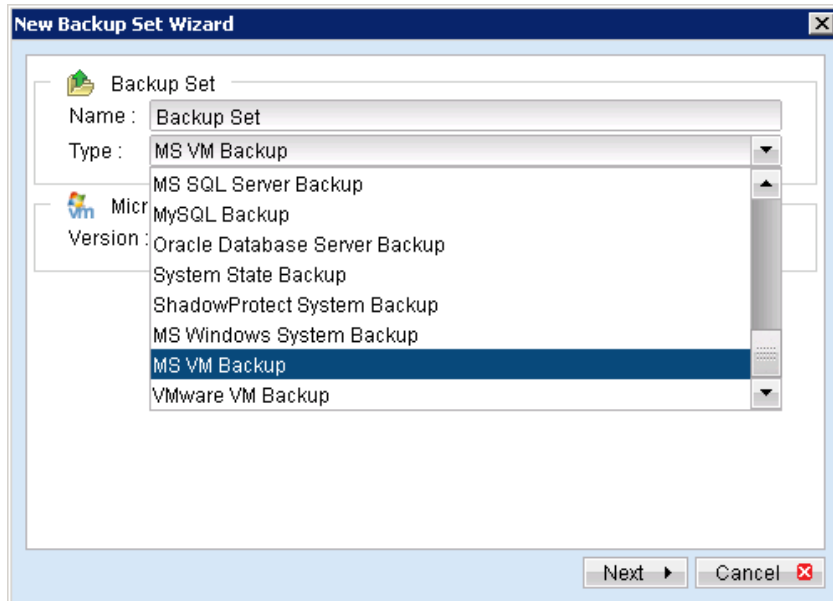 New Backup Set Wizard
Backup Set
Name : Backup Set
Type : MS VM Backup
MS SQL Server Backup
Micr
MySQL Backup
Version :
Oracle Database Server Backup
System State Backup
ShadowProtect System Backup
MS Windows System Backup
MS VM Backup
VMware VM Backup
Next
Cancel